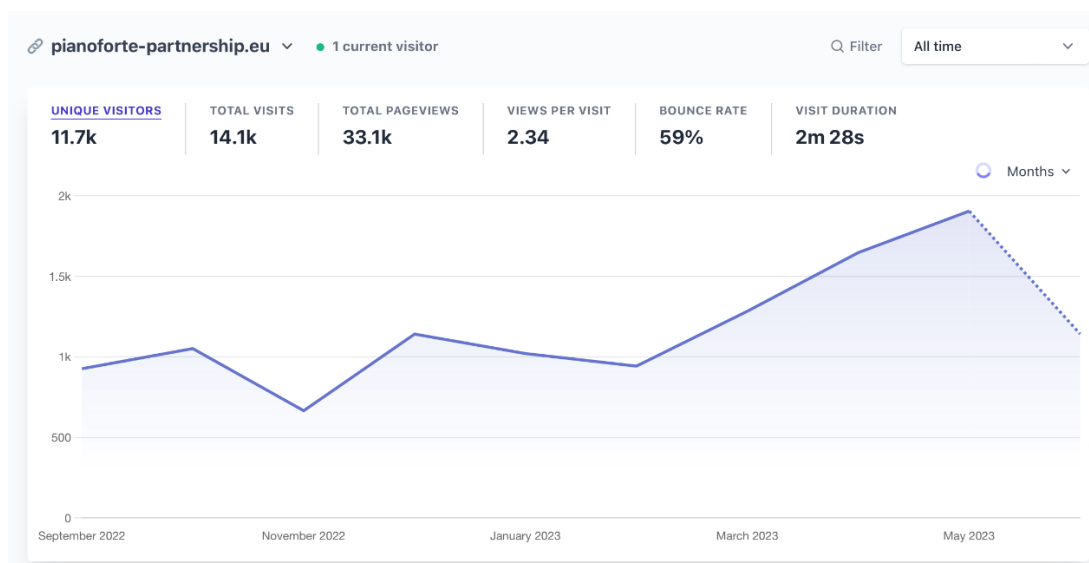 pianoforte-partnership.eu 1 current visitor Filter All time
UNIQUE VISITORS TOTAL VISITS TOTAL PAGEVIEWS VIEWS PER VISIT BOUNCE RATE VISIT DURATION
11.7k 14.1k 33.1k 2.34 59% 2m 28s
Months
2k
1.5k
1k
500
0
September 2022 November 2022 January 2023 March 2023 May 2023